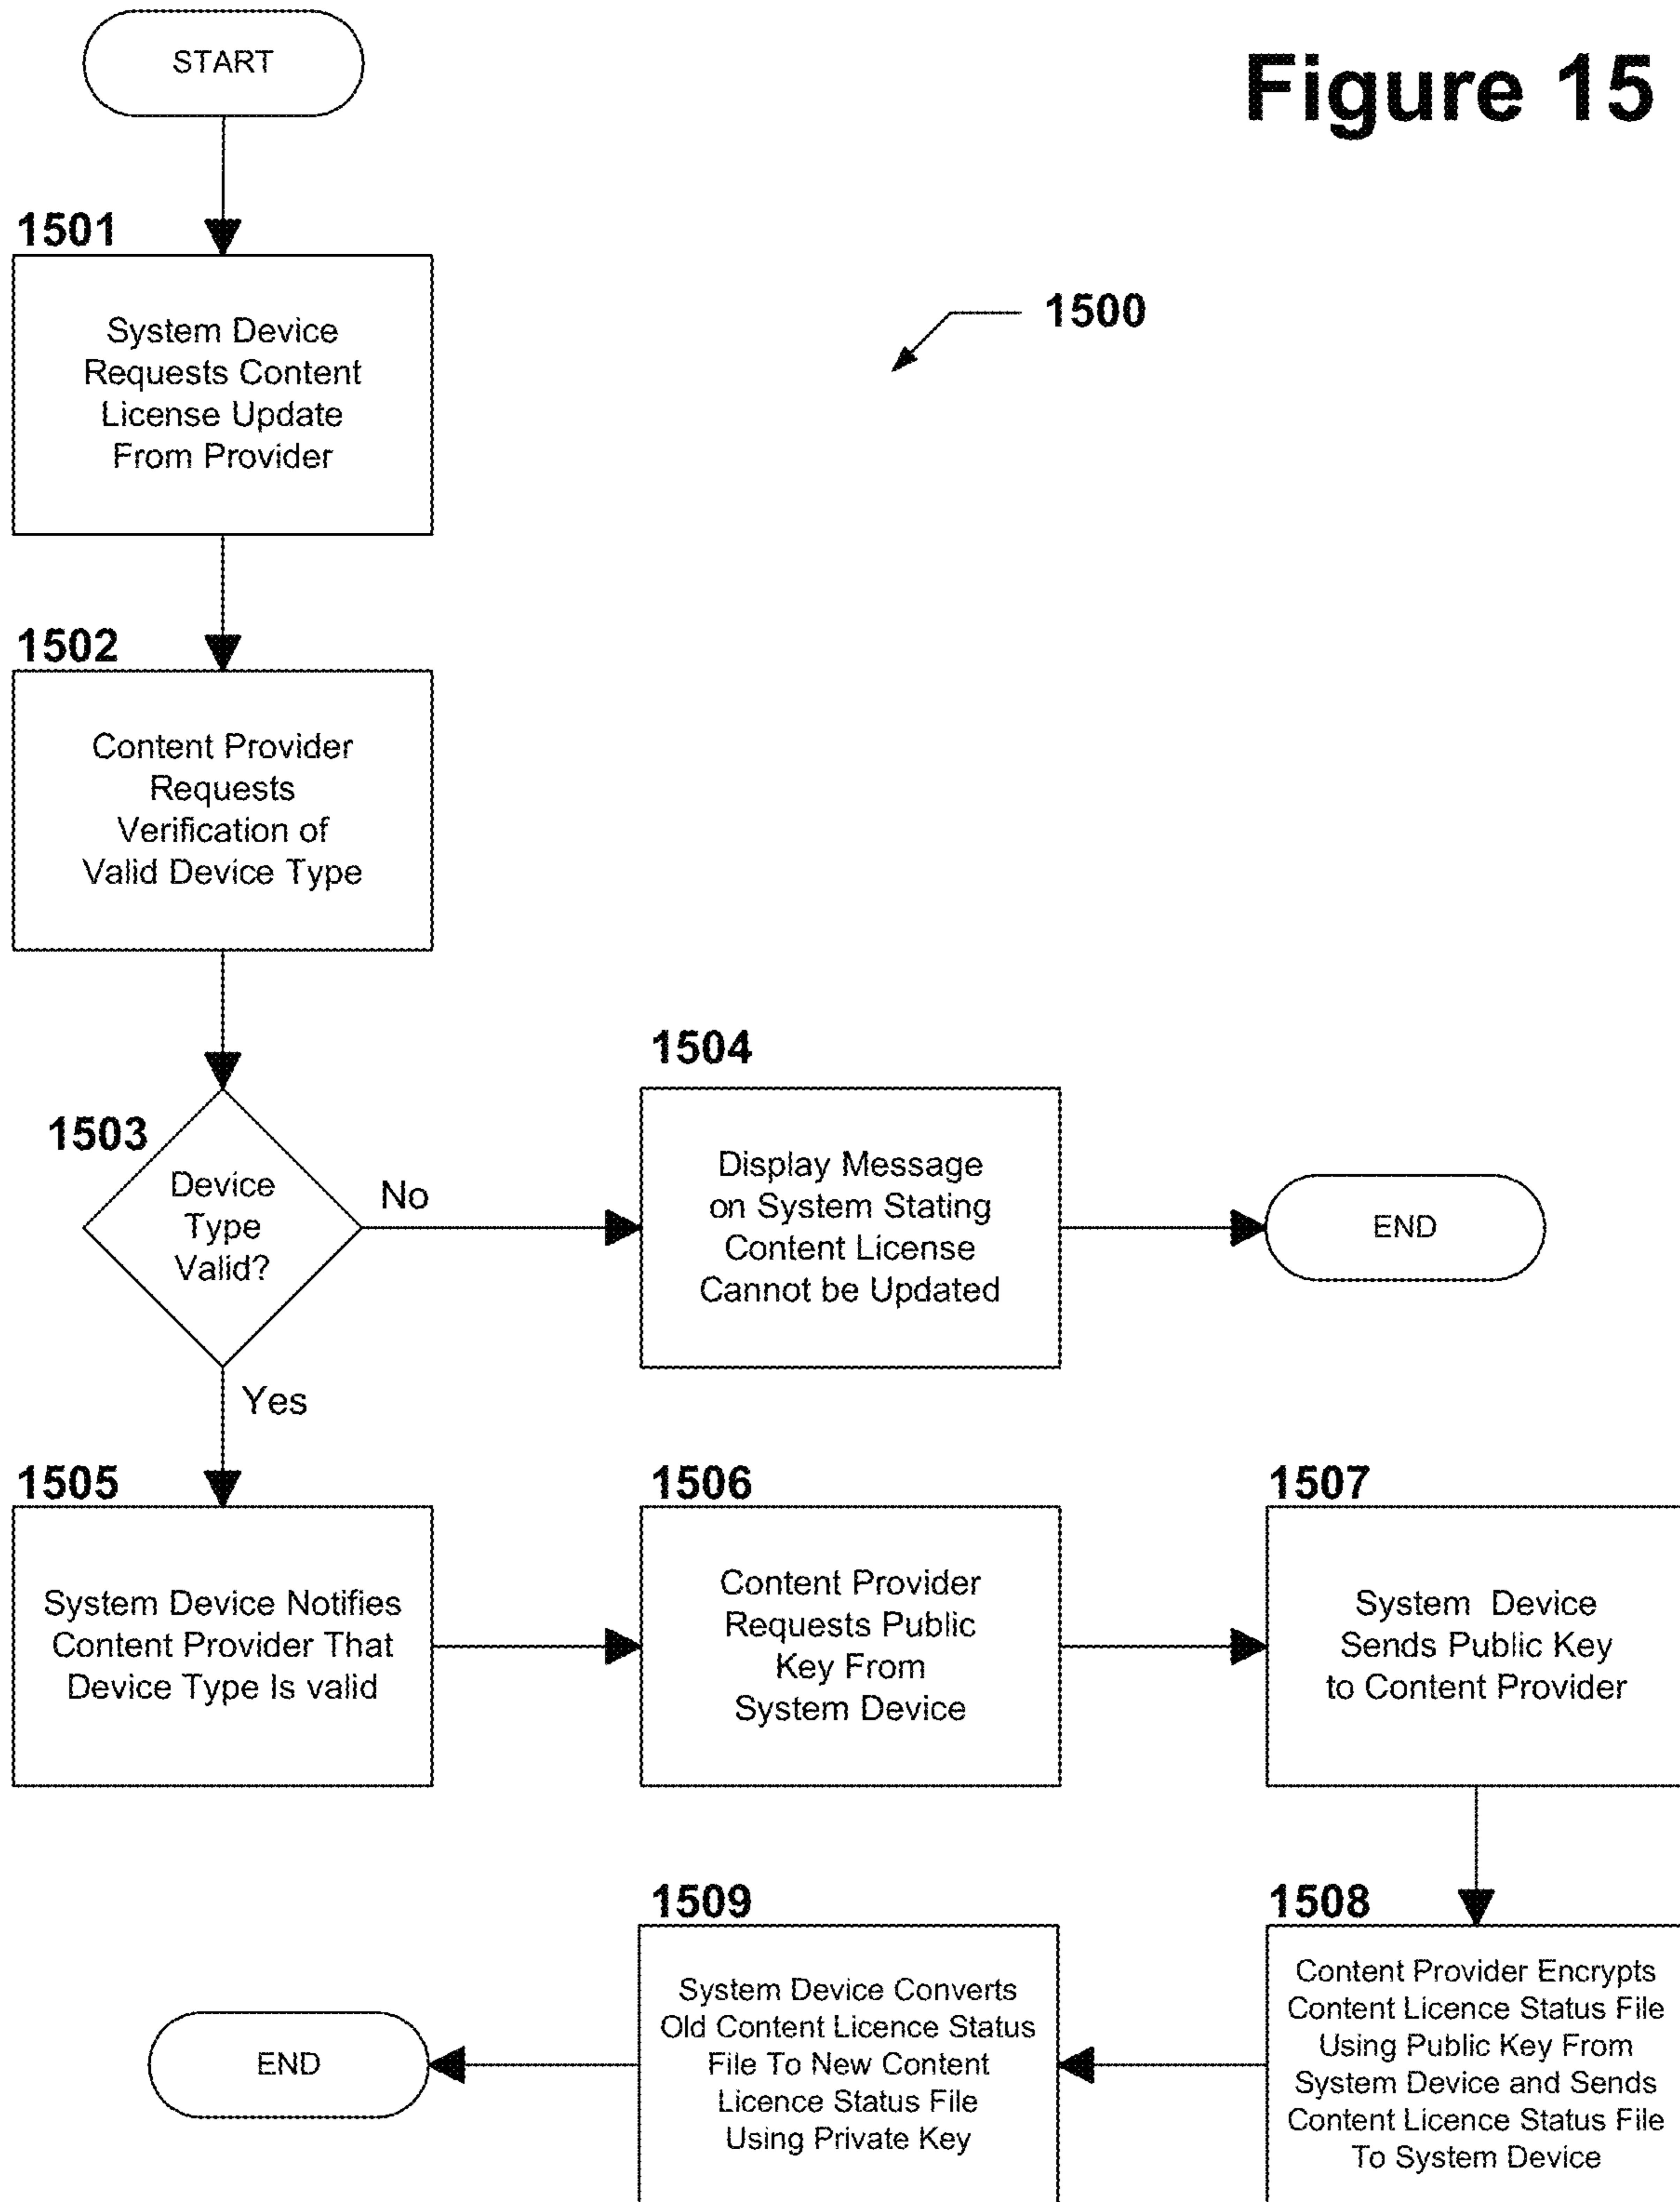 START
Figure 15
1501
System Device
Requests Content
License Update
From Provider
1500
1502
Content Provider
Requests
Verification of
Valid Device Type
1503
Device
Type
Valid?
No
1504
Display Message
on System Stating
Content License
Cannot be Updated
END
Yes
1505
System Device Notifies
Content Provider That
Device Type Is valid
1506
Content Provider
Requests Public
Key From
System Device
1507
System Device
Sends Public Key
to Content Provider
1508
Content Provider Encrypts
Content Licence Status File
Using Public Key From
System Device and Sends
Content Licence Status File
To System Device
1509
System Device Converts
Old Content Licence Status
File To New Content
Licence Status File
Using Private Key
END